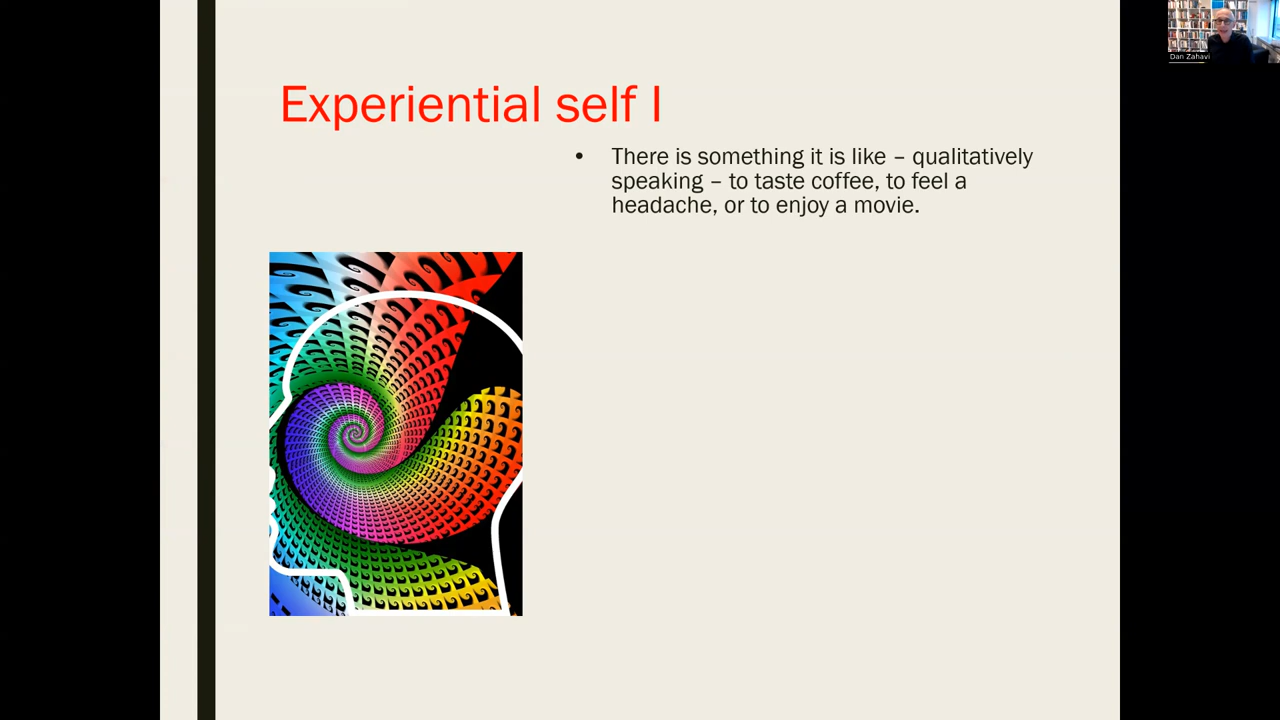 Dan Zahavi
Experiential self I
• There is something it is like – qualitatively
speaking – to taste coffee, to feel a
headache, or to enjoy a movie.